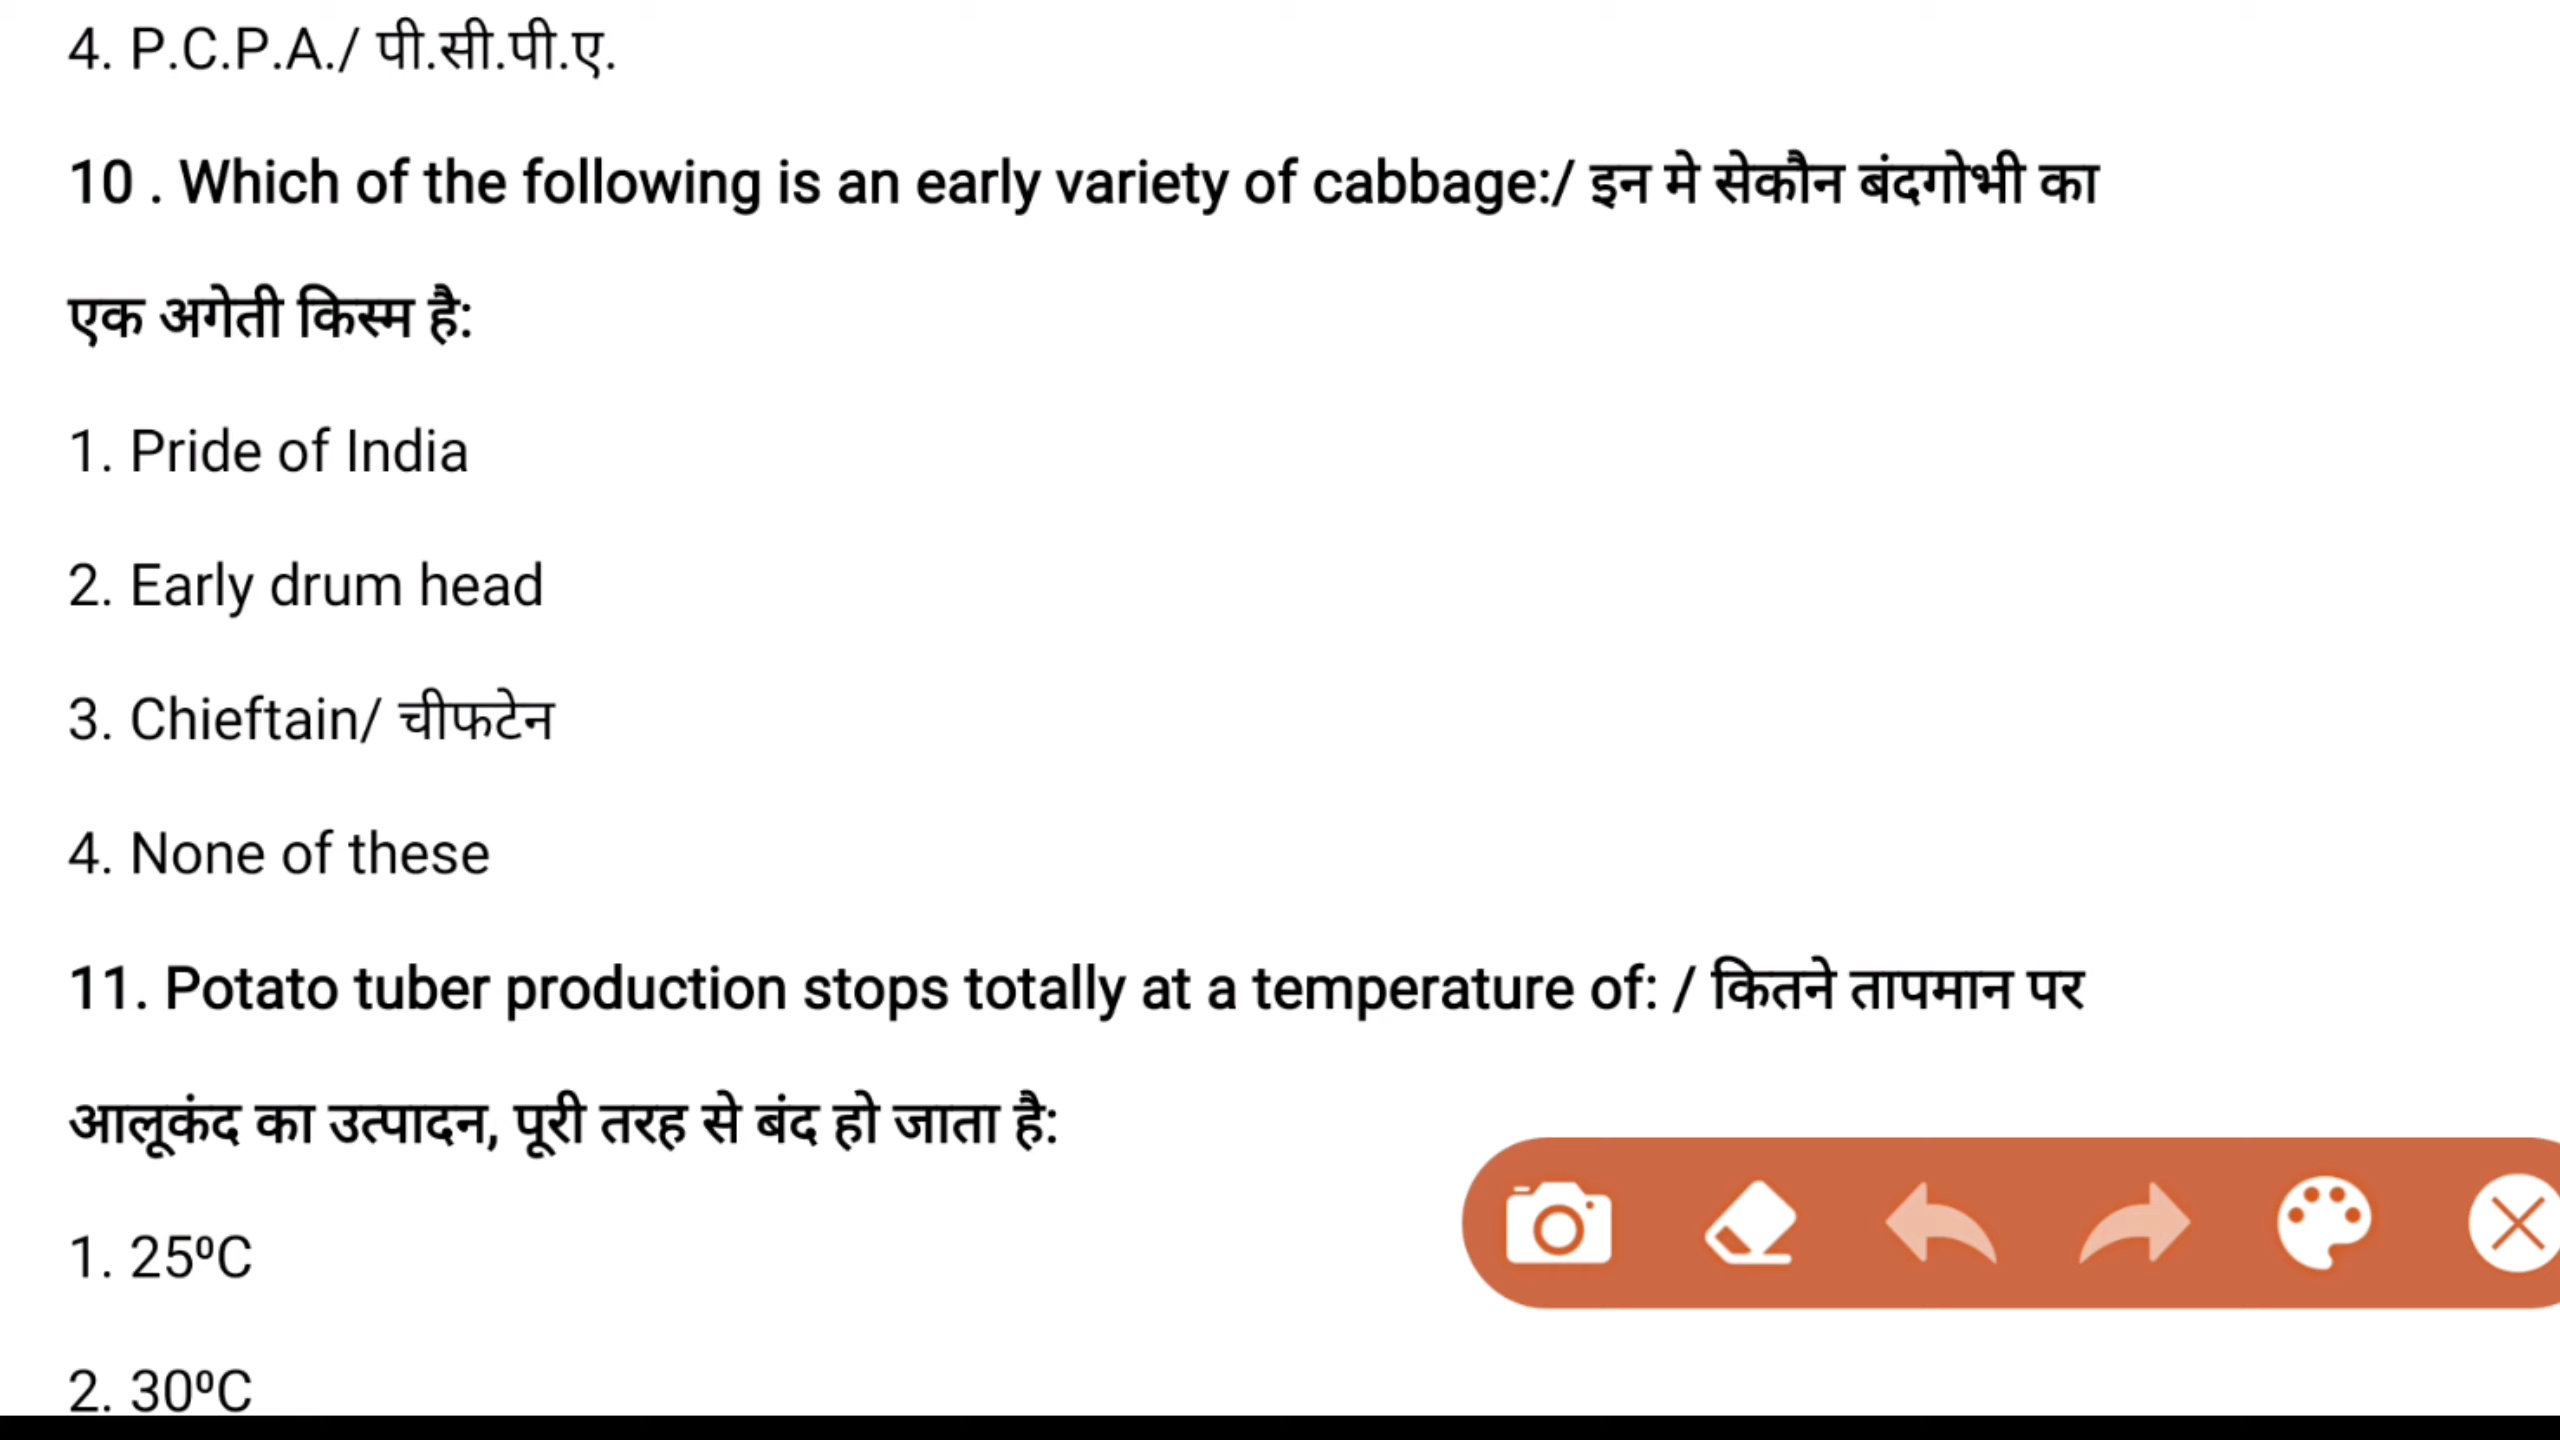 4. P.C.P.A./ पी.सी.पी.ए.
10 . Which of the following is an early variety of cabbage:/ इन मे सेकौन बंदगोभी का
एक अगेती किस्म है:
1. Pride of India
2. Early drum head
3. Chieftain/ चीफटेन
4. None of these
11. Potato tuber production stops totally at a temperature of: / कितने तापमान पर
आलूकंद का उत्पादन, पूरी तरह से बंद हो जाता है:
1. 25⁰C
2. 30⁰C